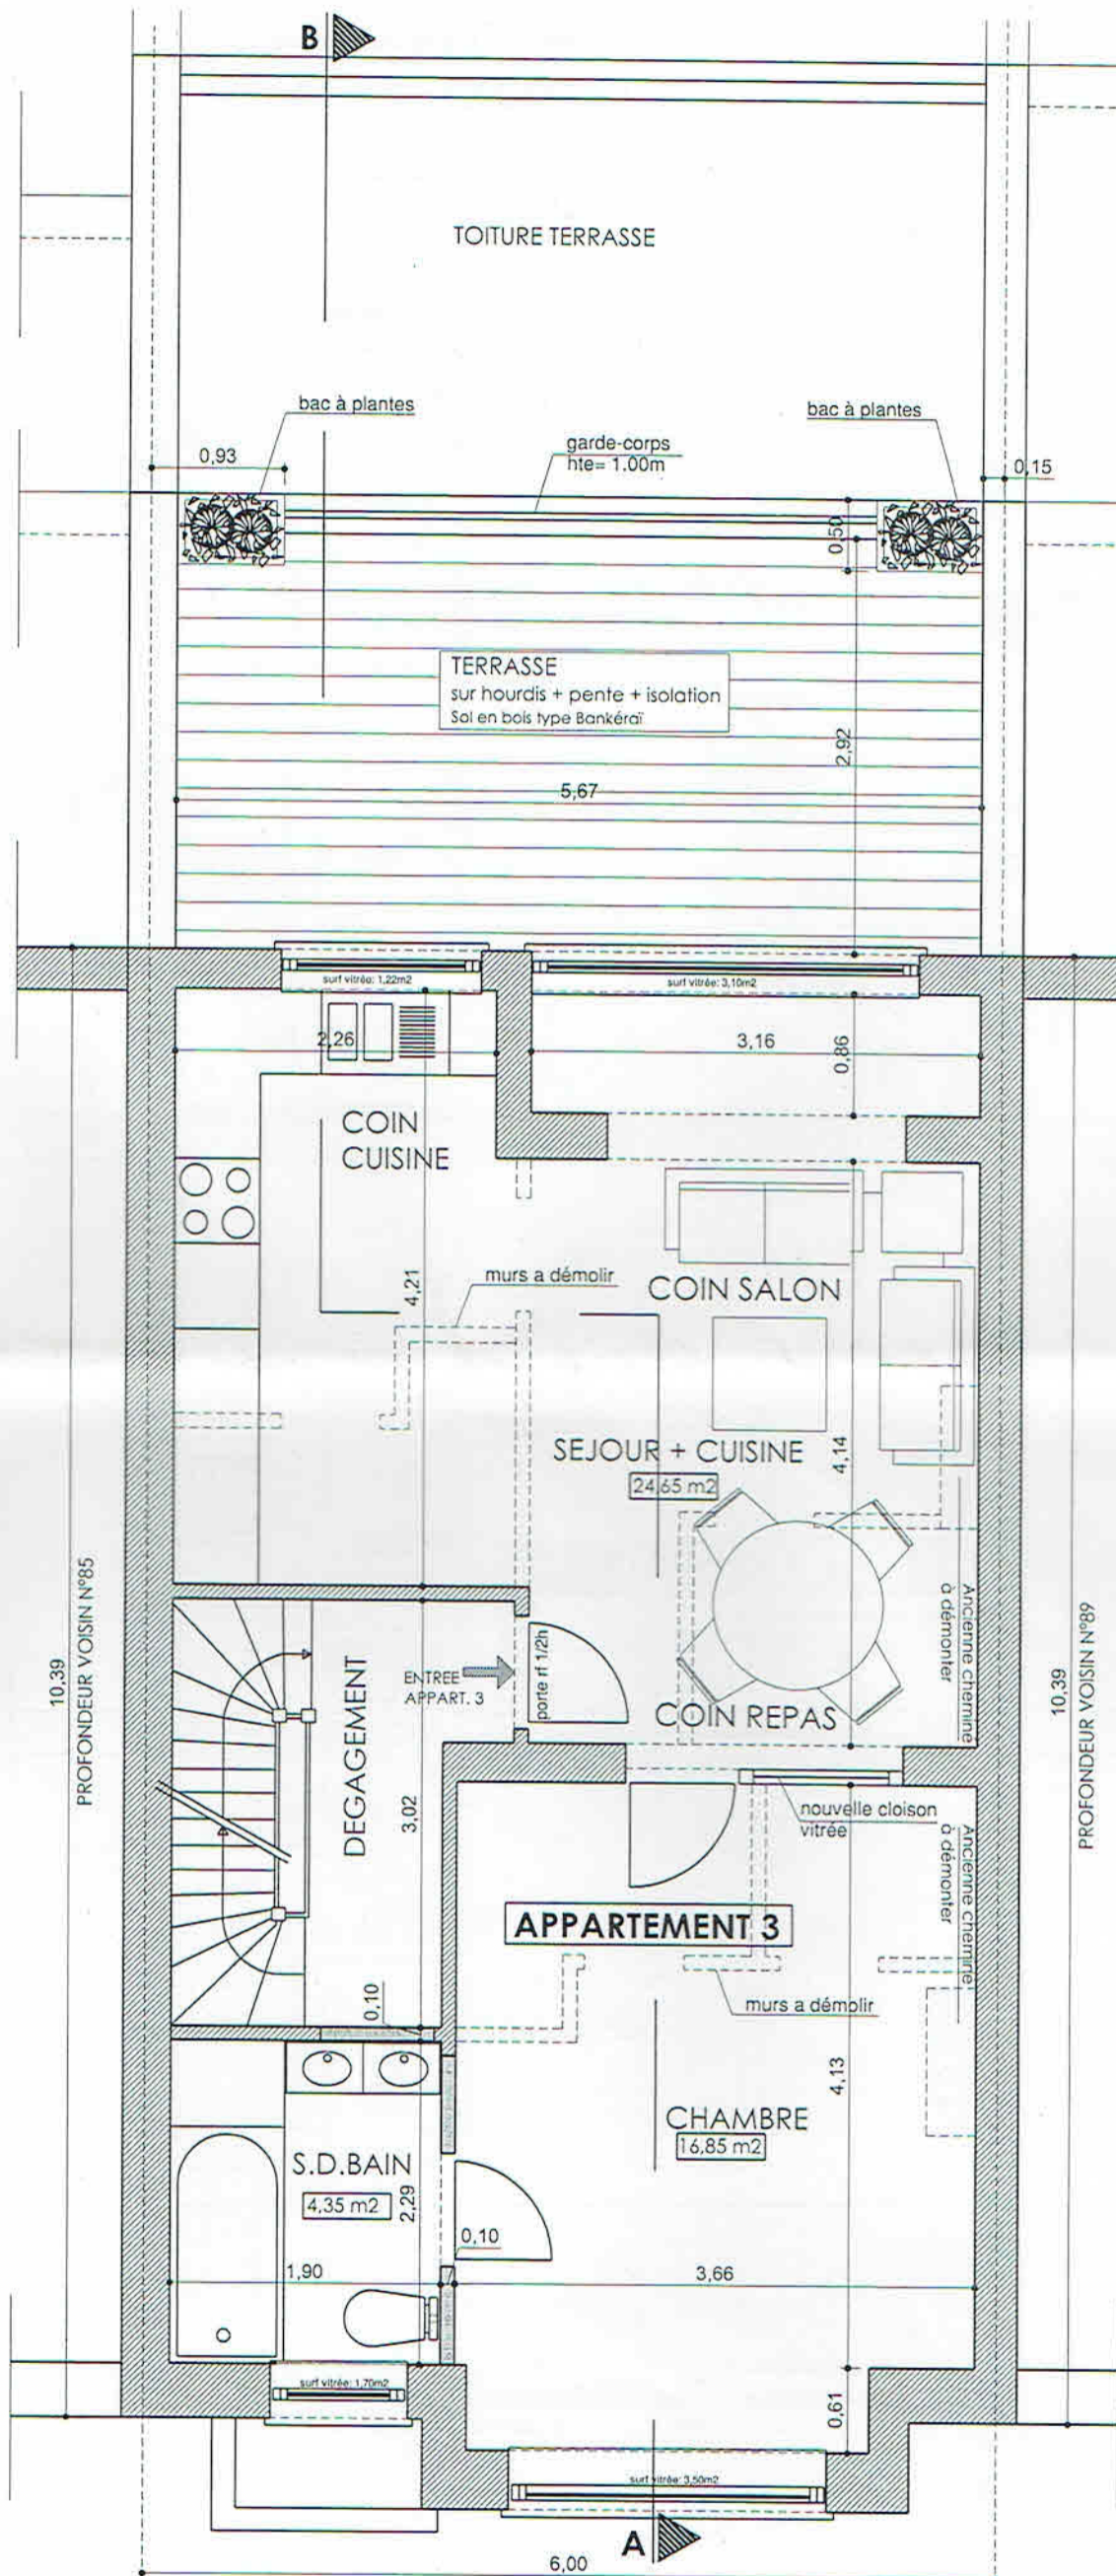 B
TOITURE TERRASSE
bac à plantes
bac à plantes
garde-corps
hte= 1.00m
0,93
0,15
0,50
TERRASSE
sur hourdis + pente + isolation
Sol en bois type Bankéraï
2,92
5,67
surf vitrée: 1,22m2
surf vitrée: 3,10m2
2,26
3,16
0,86
COIN
CUISINE
4,21
murs a démolir
COIN SALON
SEJOUR + CUISINE
24,65 m2
4,14
10,39
PROFONDEUR VOISIN N°85
10,39
PROFONDEUR VOISIN N°89
Ancienne chemine
à démonter
DEGAGEMENT
ENTREE
APPART. 3
porte rf 1/2h
COIN REPAS
3,02
nouvelle cloison
vitrée
Ancienne chemine
à démonter
APPARTEMENT 3
murs a démolir
0,10
4,13
CHAMBRE
16,85 m2
S.D.BAIN
4,35 m2
2,29
0,10
1,90
3,66
surf vitrée: 1,70m2
0,61
surf vitrée: 3,50m2
A
6,00